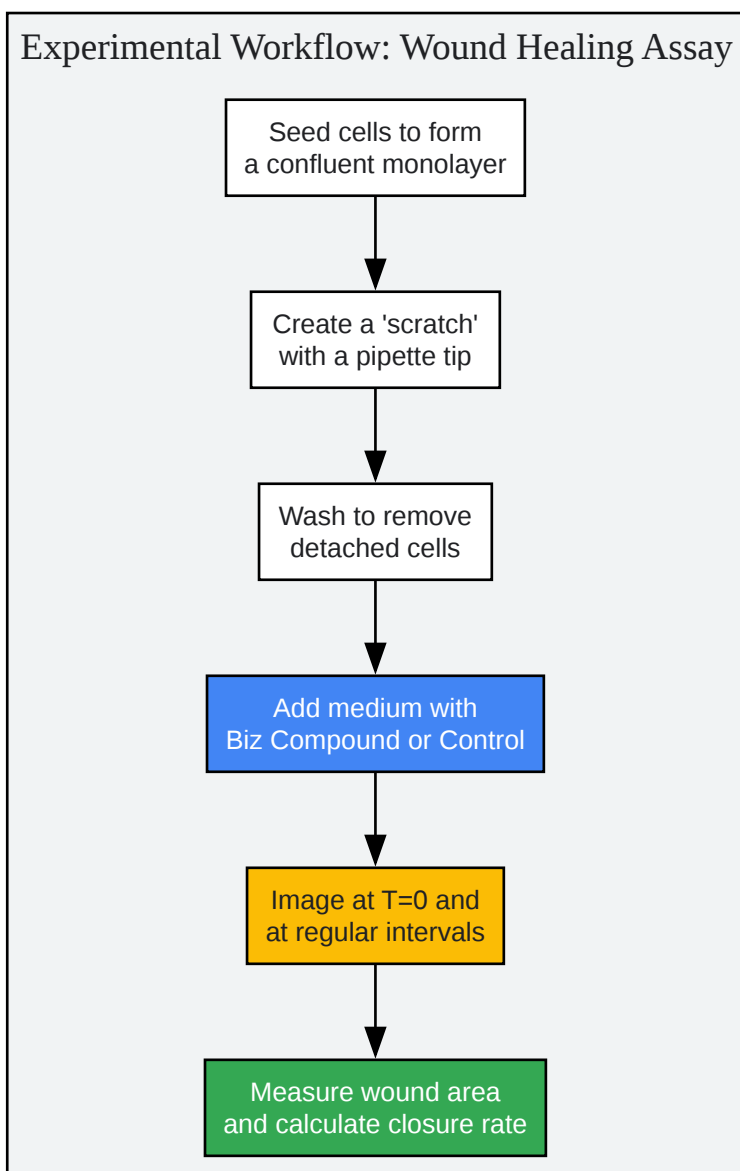 Experimental Workflow: Wound Healing Assay
Seed cells to form
a confluent monolayer
Create a 'scratch'
with a pipette tip
Wash to remove
detached cells
Add medium with
Biz Compound or Control
Image at T=0 and
at regular intervals
Measure wound area
and calculate closure rate